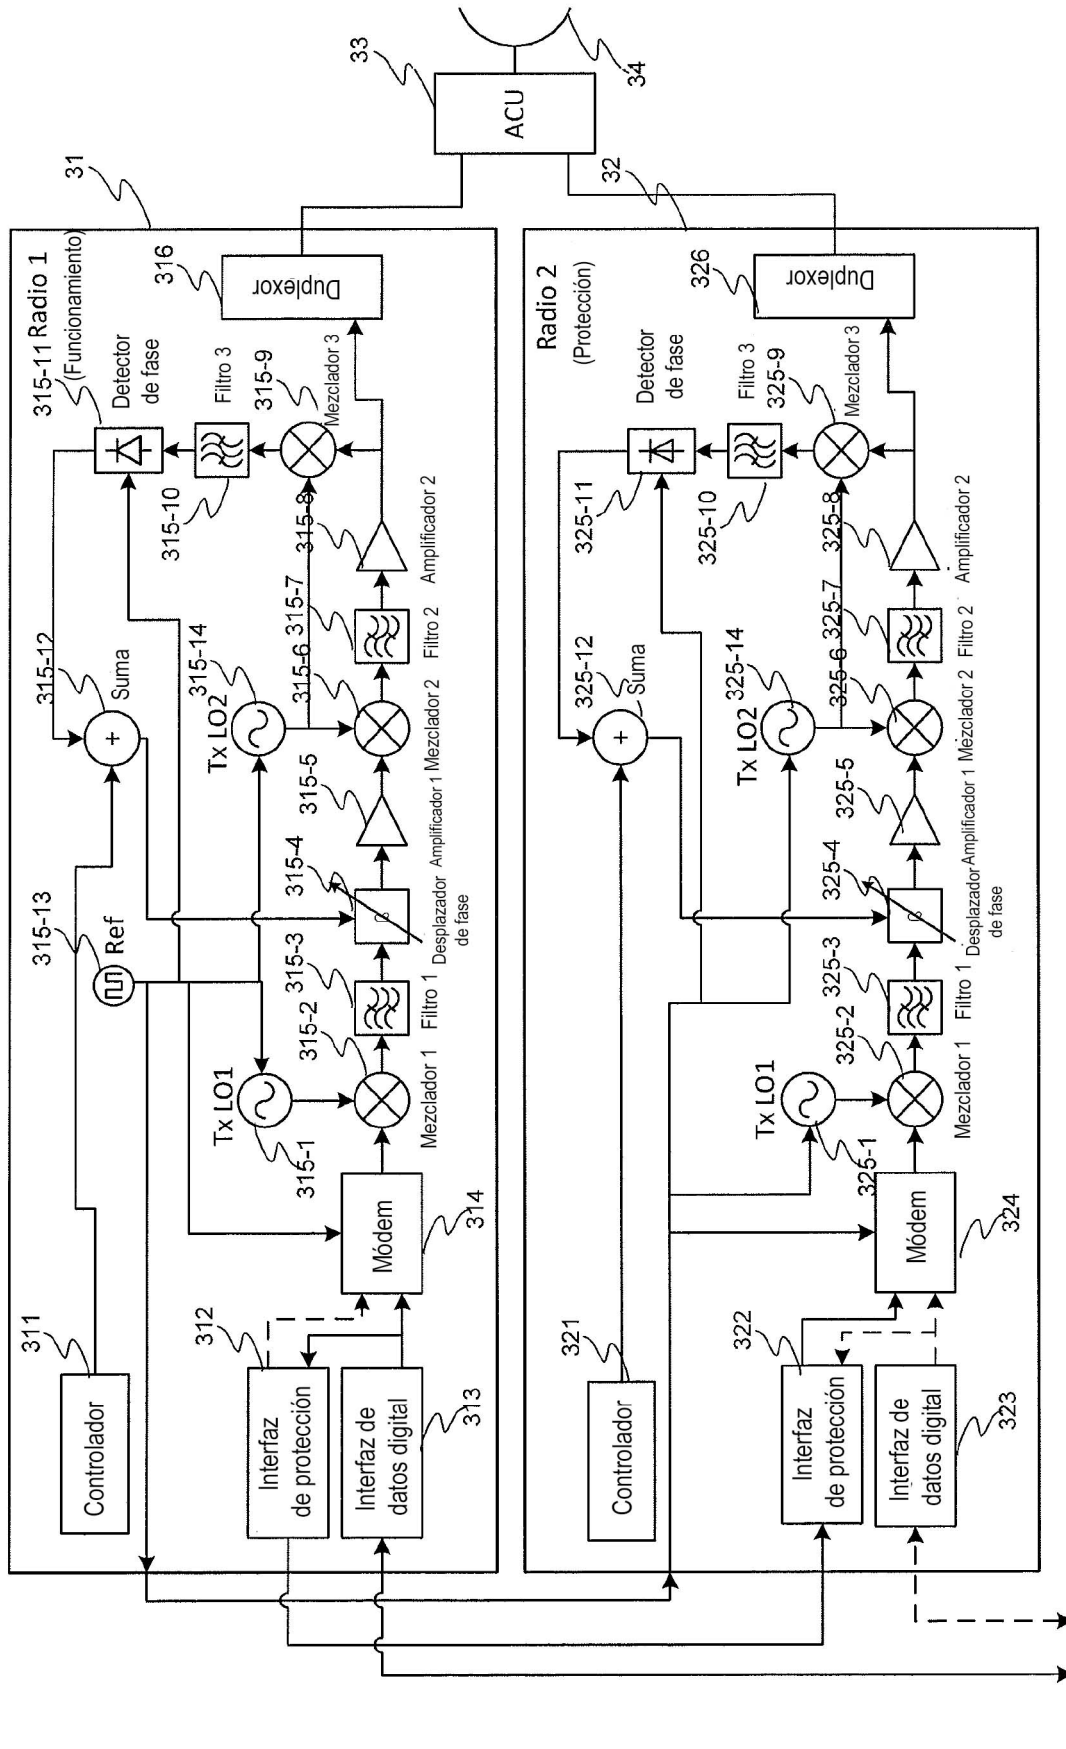 33
ACU
34
31
32
315-11
Radio 1
(Funcionamiento)
316
Duplexor
Detector
de fase
Filtro 3
315-9
Mezclador 3
315-10
315-8
Amplificador 2
315-7
Filtro 2
315-12
Suma
315-14
Tx LO2
315-6
Mezclador 2
315-5
Amplificador 1
315-4
Desplazador
de fase
315-13
Ref
315-3
Filtro 1
315-2
Mezclador 1
Tx LO1
315-1
Módem
314
311
Controlador
312
Interfaz
de protección
Interfaz de
datos digital
313
Radio 2
(Protección)
326
Duplexor
Detector
de fase
Filtro 3
325-9
Mezclador 3
325-11
325-10
325-8
Amplificador 2
325-7
Filtro 2
325-12
Suma
325-14
Tx LO2
325-6
Mezclador 2
325-5
Amplificador 1
325-4
Desplazador
de fase
325-3
Filtro 1
325-2
Mezclador 1
Tx LO1
325-1
Módem
324
321
Controlador
322
Interfaz
de protección
Interfaz de
datos digital
323